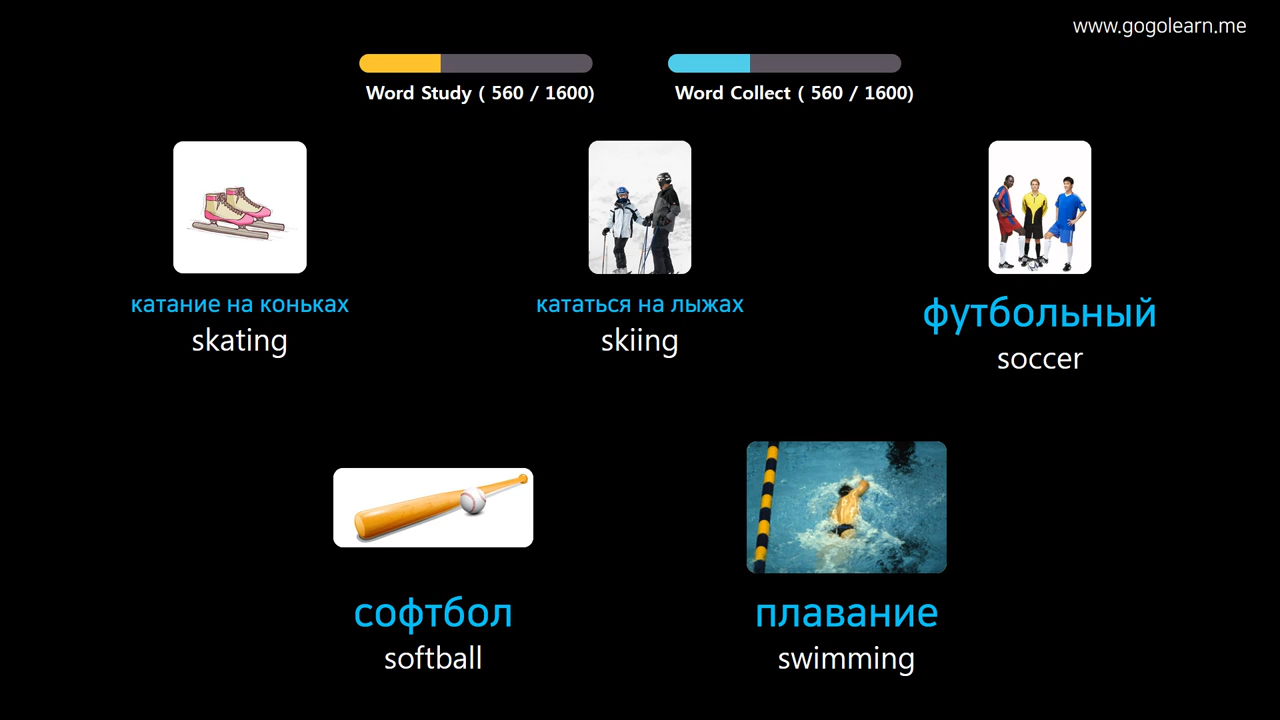 www.gogolearn.me
Word Study ( 560 / 1600)
Word Collect ( 560 / 1600)
катание на коньках
skating
кататься на лыжах
skiing
футбольный
soccer
софтбол
softball
плавание
swimming